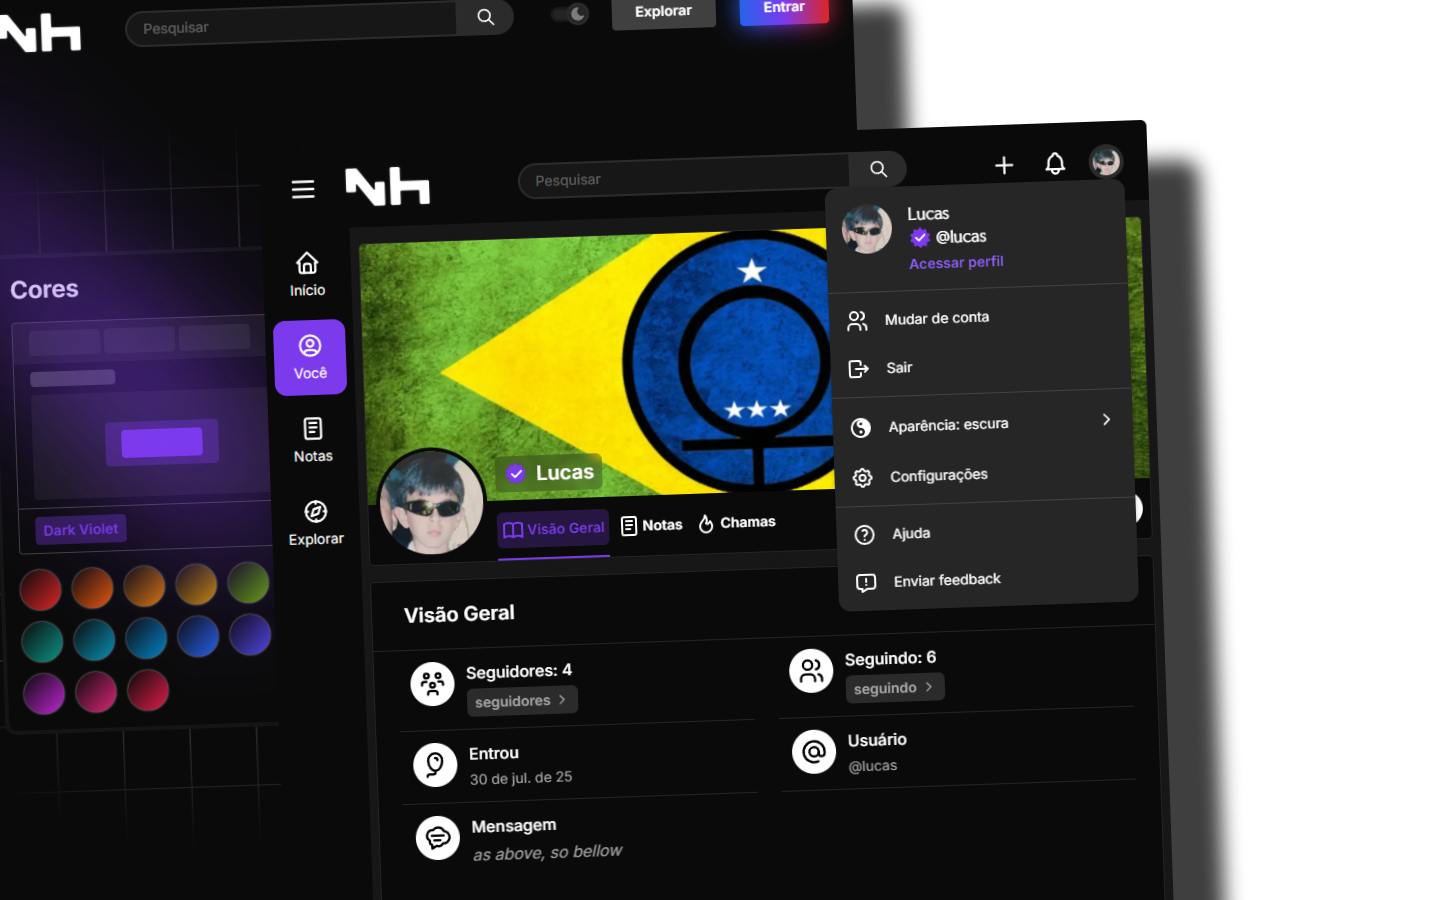 Nh
Pesquisar
Explorar
Entrar
Cores
Dark Violet
Nh
Pesquisar
Início
Você
Notas
Explorar
Lucas
@lucas
Acessar perfil
Mudar de conta
Sair
Aparência: escura
Configurações
Ajuda
Enviar feedback
Lucas
Visão Geral
Notas
Chamas
Visão Geral
Seguidores: 4
seguidores
Seguindo: 6
seguindo
Entrou
30 de jul. de 25
Usuário
@lucas
Mensagem
as above, so bellow